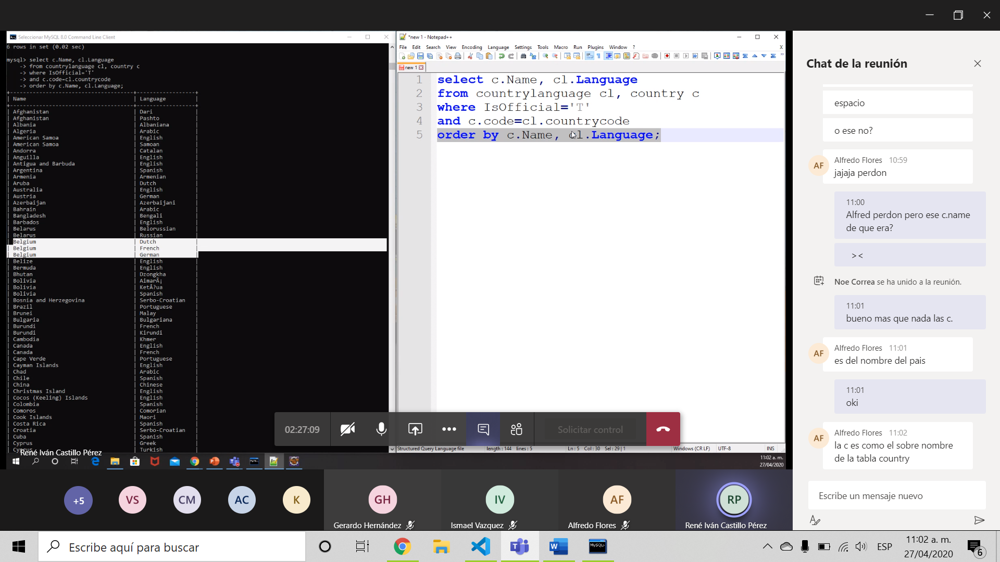 Seleccionar MySQL 8.0 Command Line Client
6 rows in set (0.02 sec)
mysql> select c.Name, cl.Language
-> from countrylanguage cl, country c
-> where IsOfficial='T'
-> and c.code=cl.countrycode
-> order by c.Name, cl.Language;
| Name | Language |
| Afghanistan | Dari |
| Afghanistan | Pashto |
| Albania | Albaniana |
| Algeria | Arabic |
| American Samoa | English |
| American Samoa | Samoan |
| Andorra | Catalan |
| Anguilla | English |
| Antigua and Barbuda | English |
| Argentina | Spanish |
| Armenia | Armenian |
| Aruba | Dutch |
| Australia | English |
| Austria | German |
| Azerbaijan | Azerbaijani |
| Bahrain | Arabic |
| Bangladesh | Bengali |
| Barbados | English |
| Belarus | Belorussian |
| Belarus | Russian |
| Belgium | Dutch |
| Belgium | French |
| Belgium | German |
| Belize | English |
| Bermuda | English |
| Bhutan | Dzongkha |
| Bolivia | AimarÃ¡ |
| Bolivia | KetÂ?ua |
| Bolivia | Spanish |
| Bosnia and Herzegovina | Serbo-Croatian |
| Brazil | Portuguese |
| Brunei | Malay |
| Bulgaria | Bulgariana |
| Burundi | French |
| Burundi | Kirundi |
| Cambodia | Khmer |
| Canada | English |
| Canada | French |
| Cape Verde | Portuguese |
| Cayman Islands | English |
| Chad | Arabic |
| Chile | Spanish |
| China | Chinese |
| Christmas Island | English |
| Cocos (Keeling) Islands | English |
| Colombia | Spanish |
| Comoros | Comorian |
| Cook Islands | Maori |
| Costa Rica | Spanish |
| Croatia | Serbo-Croatian |
| Cuba | Spanish |
| Cyprus | Greek |
| Cyprus | Turkish |
René Iván Castillo Pérez
*new 1 - Notepad++
File Edit Search View Encoding Language Settings Tools Macro Run Plugins Window ? X
new 1
1 select c.Name, cl.Language
2 from countrylanguage cl, country c
3 where IsOfficial='T'
4 and c.code=cl.countrycode
5 order by c.Name, cl.Language;
02:27:09
Solicitar control
Structured Query Language file length : 144 lines : 5 Ln : 5 Col : 30 Sel : 29 | 1 Windows (CR LF) UTF-8 INS
11:02 a. m.
27/04/2020
Chat de la reunión
espacio
o ese no?
AF
Alfredo Flores 10:59
jajaja perdon
11:00
Alfred perdon pero ese c.name
de que era?
> <
Noe Correa se ha unido a la reunión.
11:01
bueno mas que nada las c.
AF
Alfredo Flores 11:01
es del nombre del pais
11:01
oki
AF
Alfredo Flores 11:02
la c es como el sobre nombre
de la tabla country
Escribe un mensaje nuevo
+5 VS CM AC K GH IV AF RP
Gerardo Hernández
Ismael Vazquez
Alfredo Flores
René Iván Castillo Pérez
Escribe aquí para buscar
MySQL
ESP
11:02 a. m.
27/04/2020
6